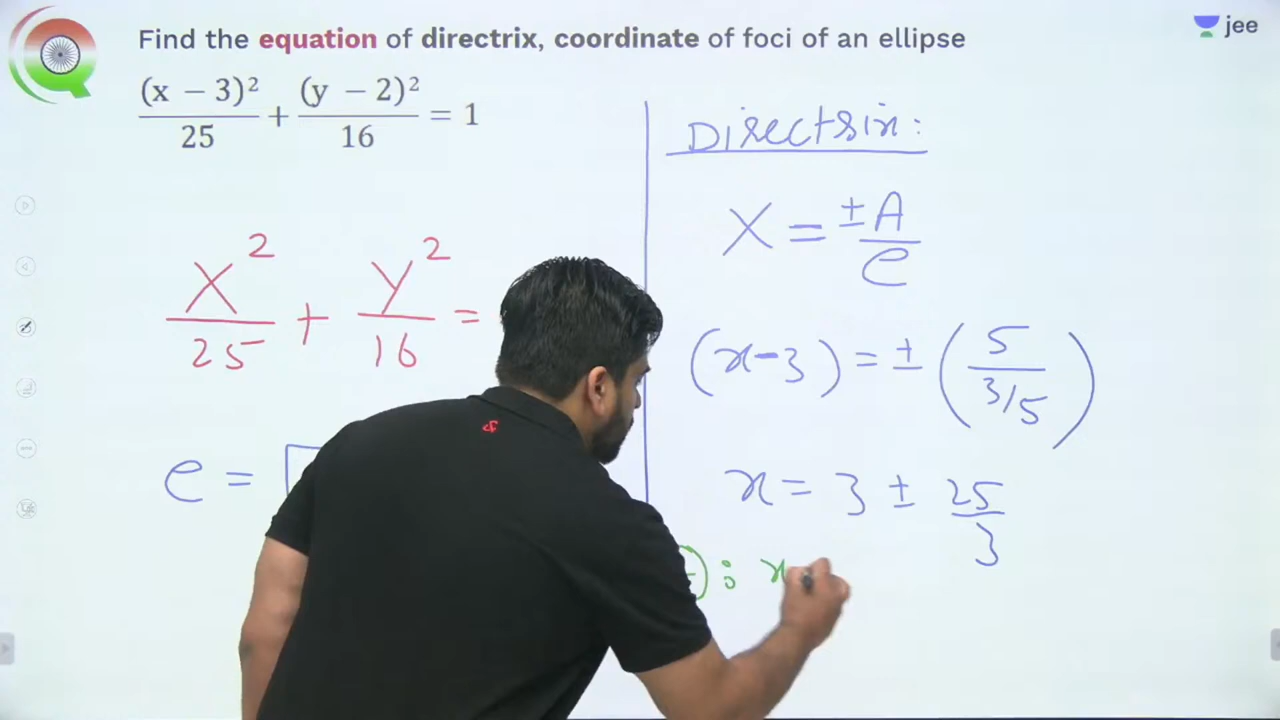 jee
Find the equation of directrix, coordinate of foci of an ellipse
(x − 3)²/25 + (y − 2)²/16 = 1
Directrix:
X = ±A/e
X²/25 + Y²/16 =
(x-3) = ± (5/(3/5))
e =
x = 3 ± 25/3
: x